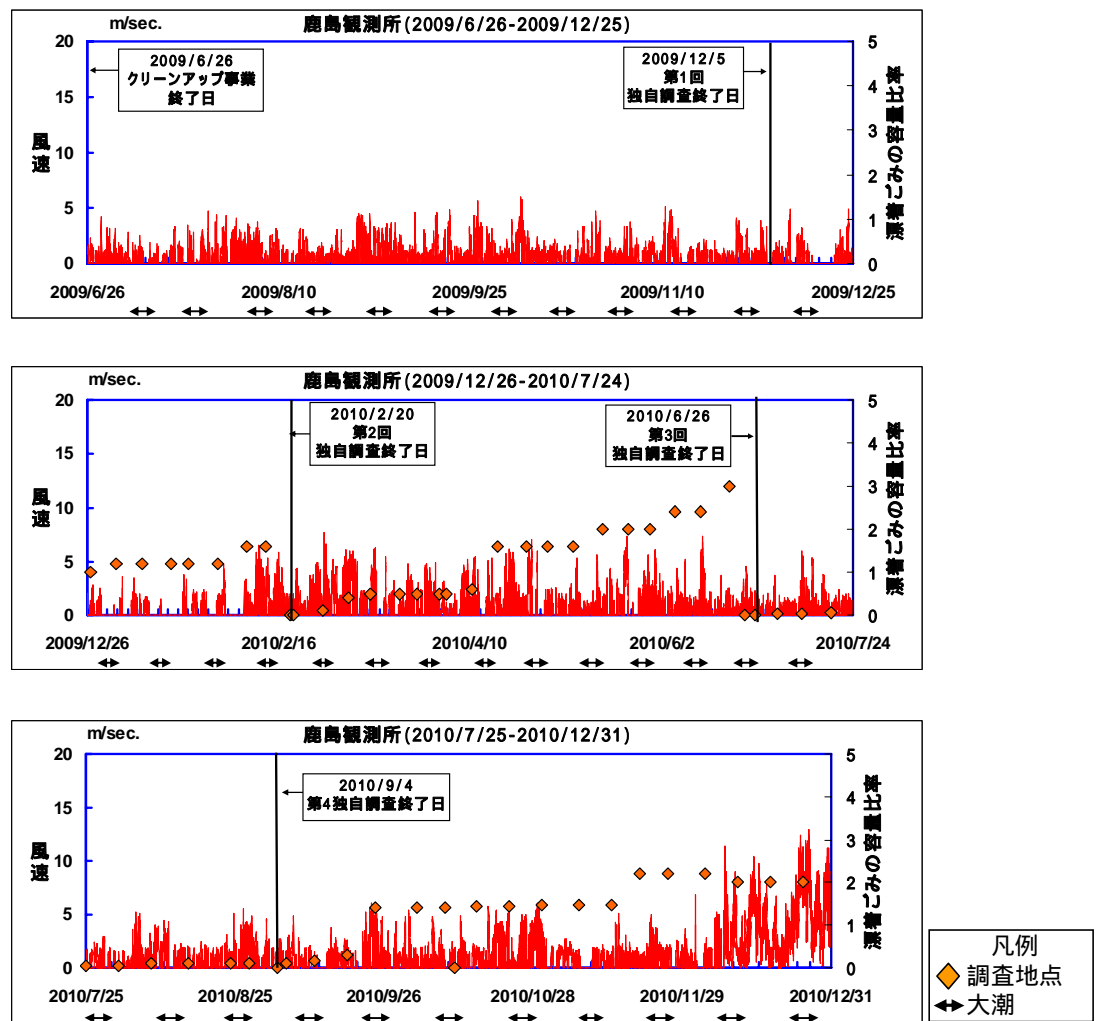 m/sec.
鹿島観測所(2009/6/26-2009/12/25)
20
15
10
5
0
5
4
3
2
1
0
風速
漂着ごみの容量比率
2009/6/26
クリーンアップ事業
終了日
2009/12/5
第1回
独自調査終了日
2009/6/26
2009/8/10
2009/9/25
2009/11/10
2009/12/25
m/sec.
鹿島観測所(2009/12/26-2010/7/24)
20
15
10
5
0
5
4
3
2
1
0
風速
漂着ごみの容量比率
2010/2/20
第2回
独自調査終了日
2010/6/26
第3回
独自調査終了日
2009/12/26
2010/2/16
2010/4/10
2010/6/2
2010/7/24
m/sec.
鹿島観測所(2010/7/25-2010/12/31)
20
15
10
5
0
5
4
3
2
1
0
風速
漂着ごみの容量比率
2010/9/4
第4独自調査終了日
2010/7/25
2010/8/25
2010/9/26
2010/10/28
2010/11/29
2010/12/31
凡例
調査地点
大潮